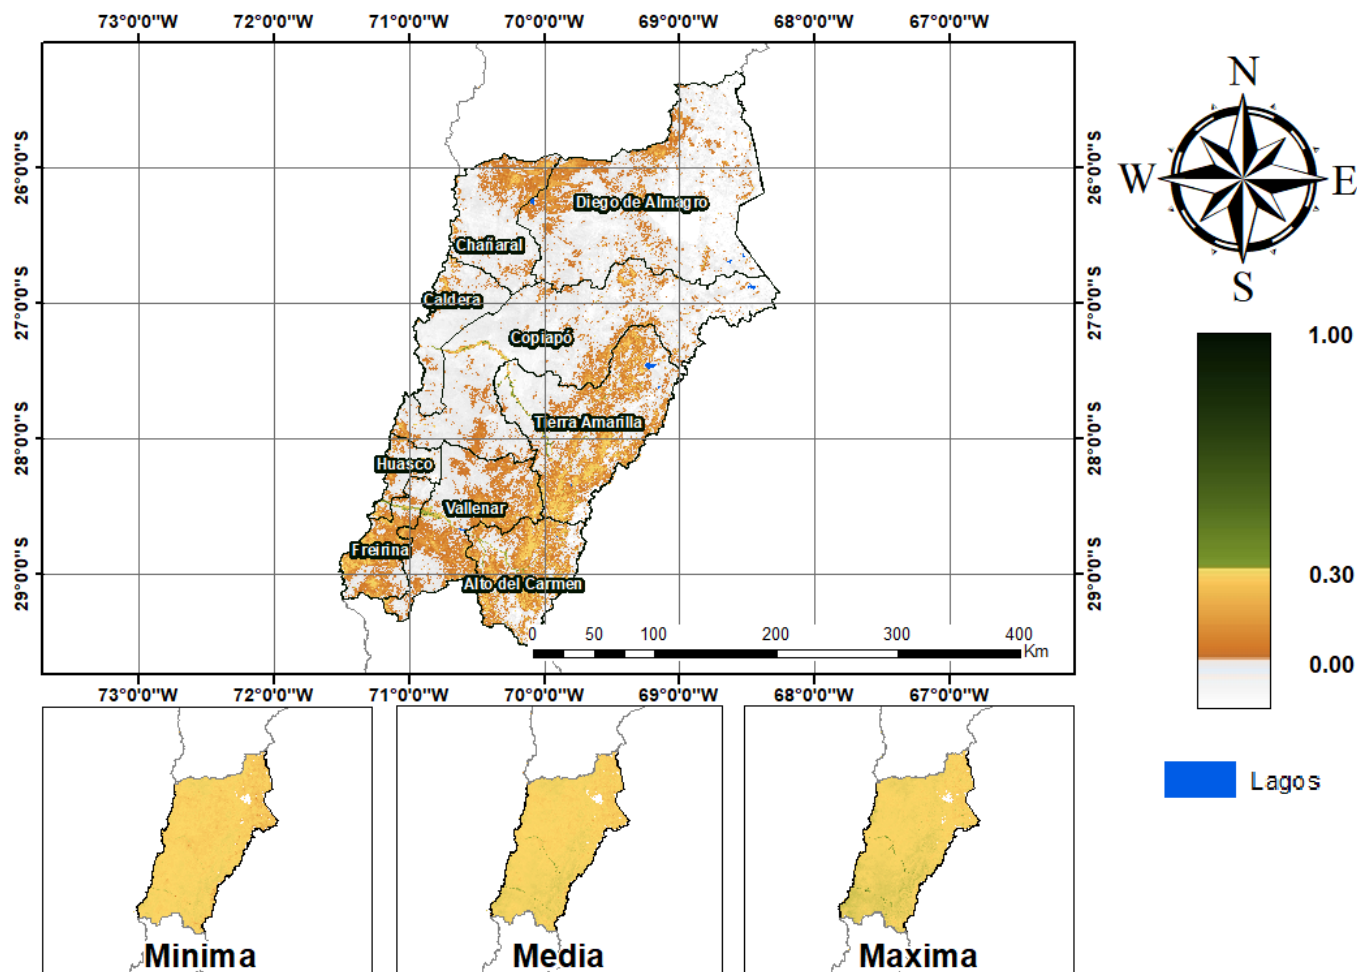 73°0'0"W 72°0'0"W 71°0'0"W 70°0'0"W 69°0'0"W 68°0'0"W 67°0'0"W
N
W
E
S
26°0'0"S
26°0'0"S
Diego de Almagro
Chañaral
27°0'0"S
Caldera
27°0'0"S
Copiapó
1.00
28°0'0"S
Tierra Amarilla
28°0'0"S
Huasco
Vallenar
Freirina
29°0'0"S
Alto del Carmen
29°0'0"S
0.30
0 50 100 200 300 400
Km
0.00
73°0'0"W 72°0'0"W 71°0'0"W 70°0'0"W 69°0'0"W 68°0'0"W 67°0'0"W
Lagos
Minima
Media
Maxima